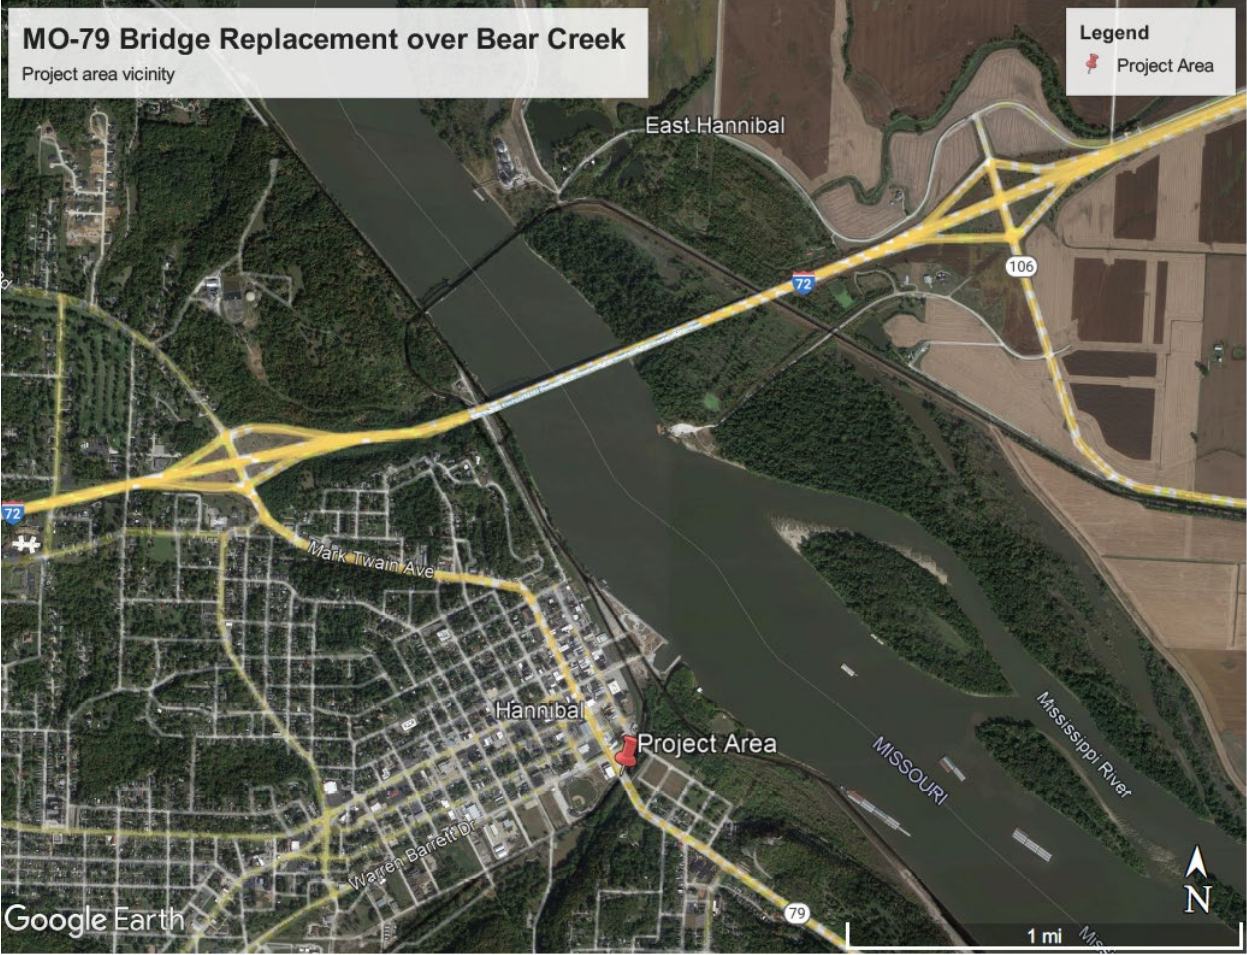 MO-79 Bridge Replacement over Bear Creek
Project area vicinity
Legend
Project Area
East Hannibal
72
106
72
Mark Twain Ave
Hannibal
Project Area
Mississippi River
MISSOURI
Warren Barrett Dr
Google Earth
79
N
1 mi